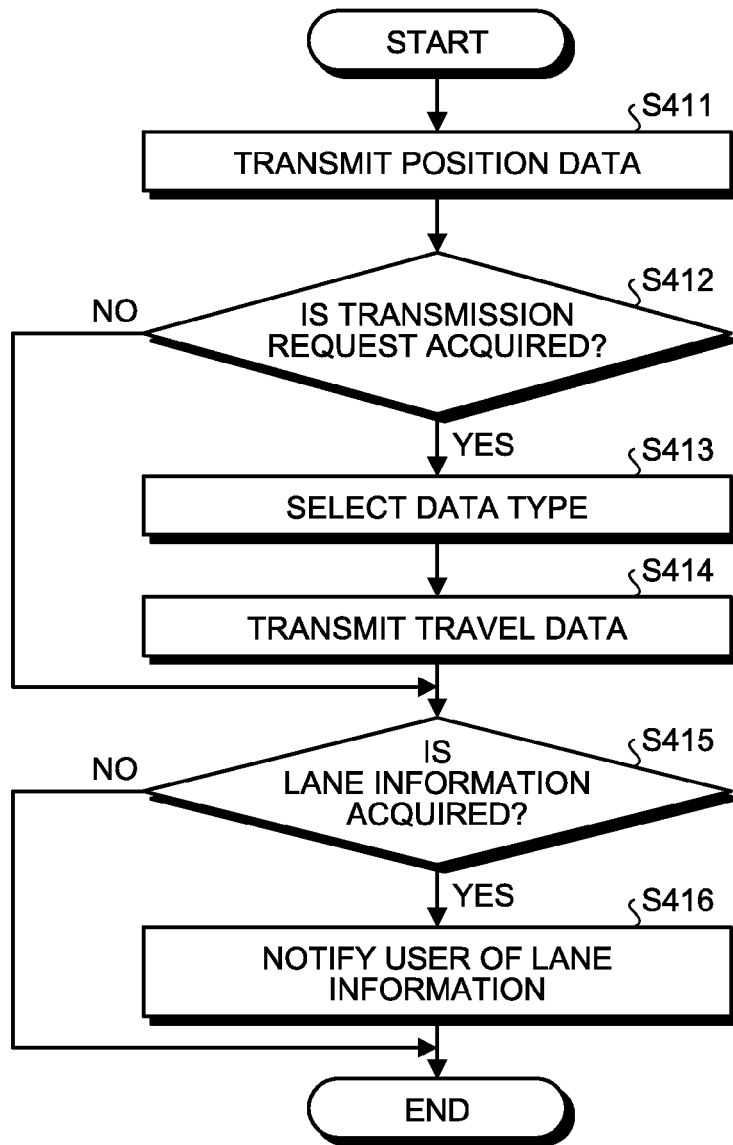 START
S411
TRANSMIT POSITION DATA
S412
IS TRANSMISSION
REQUEST ACQUIRED?
NO
YES
S413
SELECT DATA TYPE
S414
TRANSMIT TRAVEL DATA
S415
IS
LANE INFORMATION
ACQUIRED?
NO
YES
S416
NOTIFY USER OF LANE
INFORMATION
END